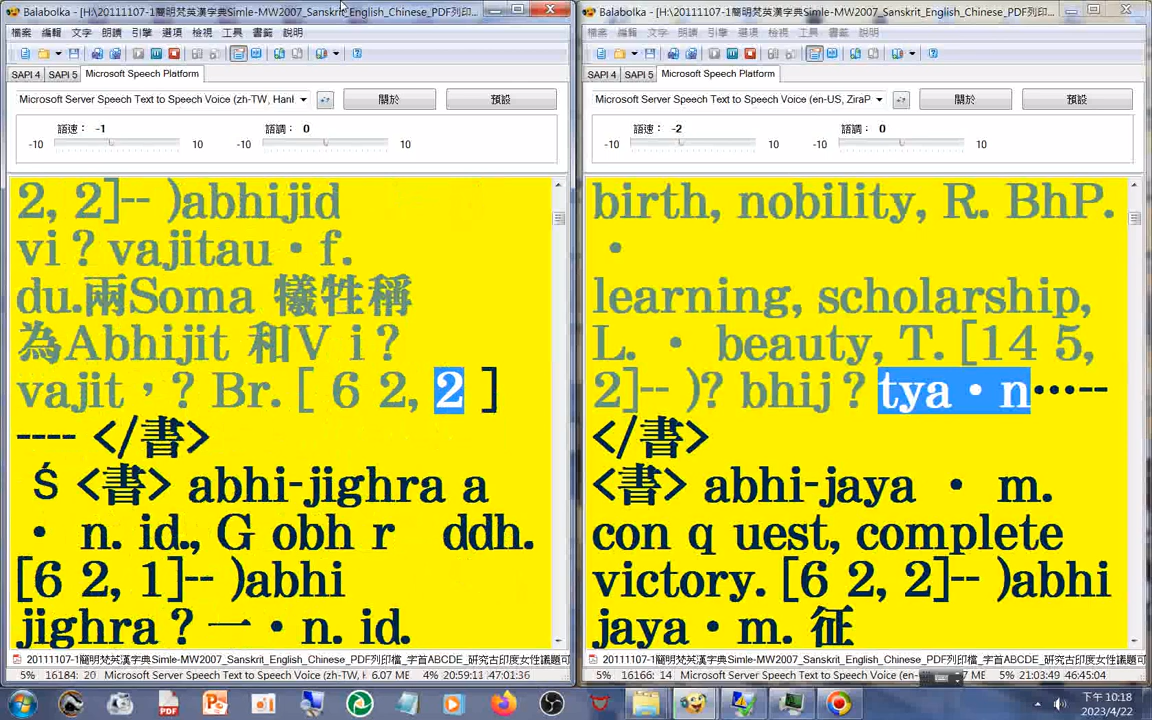 Balabolka - [H:\20111107-1簡明梵英漢字典Simle-MW2007_Sanskrit_English_Chinese_PDF列印...
檔案 編輯 文字 朗讀 引擎 選項 檢視 工具 書籤 說明
SAPI 4 SAPI 5 Microsoft Speech Platform
Microsoft Server Speech Text to Speech Voice (zh-TW, Hanl
關於 預設
語速: -1 語調: 0
-10 10 -10 10
2, 2]-- )abhijid
vi ? vajitau · f.
du.兩Soma 犧牲稱
為Abhijit 和V i ?
vajit , ? Br. [ 6 2, 2 ]
---- </書>
Ś <書> abhi-jighra a
· n. id., G obh r ddh.
[6 2, 1]-- )abhi
jighra ? 一 · n. id.
20111107-1簡明梵英漢字典Simle-MW2007_Sanskrit_English_Chinese_PDF列印檔_字首ABCDE_研究古印度女性議題可
5% 16184: 20 Microsoft Server Speech Text to Speech Voice (zh-TW, H 6.07 ME 4% 20:59:11 47:01:36
Balabolka - [H:\20111107-1簡明梵英漢字典Simle-MW2007_Sanskrit_English_Chinese_PDF列印...
檔案 編輯 文字 朗讀 引擎 選項 檢視 工具 書籤 說明
SAPI 4 SAPI 5 Microsoft Speech Platform
Microsoft Server Speech Text to Speech Voice (en-US, ZiraP
關於 預設
語速: -2 語調: 0
-10 10 -10 10
birth, nobility, R. BhP.
·
learning, scholarship,
L. · beauty, T. [14 5,
2]-- )? bhij ? tya · n···--
</書>
<書> abhi-jaya · m.
con q uest, complete
victory. [6 2, 2]-- )abhi
jaya · m. 征
20111107-1簡明梵英漢字典Simle-MW2007_Sanskrit_English_Chinese_PDF列印檔_字首ABCDE_研究古印度女性議題可
5% 16166: 14 Microsoft Server Speech Text to Speech Voice (en-us 5% 21:03:49 46:45:04
下午 10:18
2023/4/22